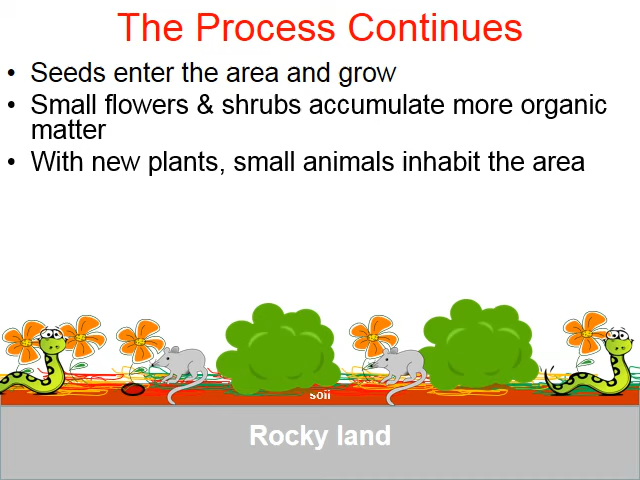 The Process Continues
• Seeds enter the area and grow
• Small flowers & shrubs accumulate more organic
matter
• With new plants, small animals inhabit the area
soil
Rocky land